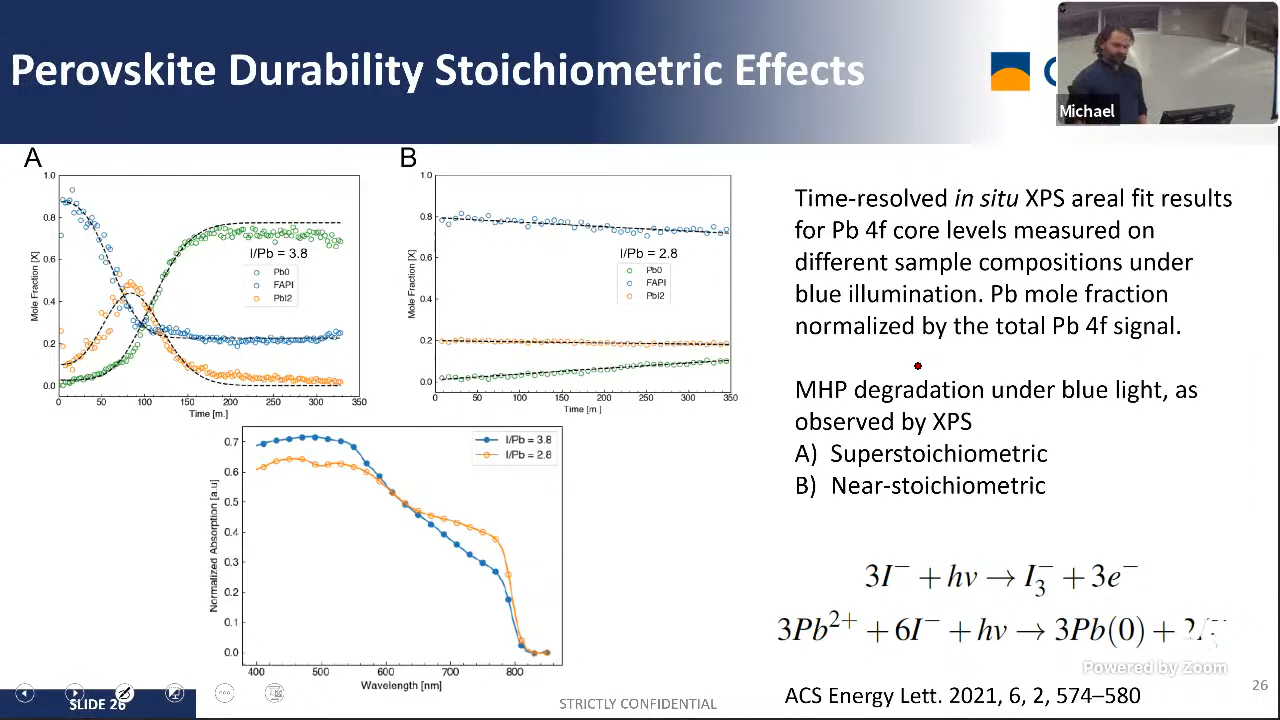 Perovskite Durability Stoichiometric Effects
Michael
A
B
1.0
0.8
0.6
0.4
0.2
0.0
Mole Fraction [X]
I/Pb = 3.8
Pb0
FAPI
PbI2
0
50
100
150
200
250
300
350
Time [m.]
1.0
0.8
0.6
0.4
0.2
0.0
Mole Fraction [X]
I/Pb = 2.8
Pb0
FAPI
PbI2
0
50
100
150
200
250
300
350
Time [m.]
Time-resolved in situ XPS areal fit results
for Pb 4f core levels measured on
different sample compositions under
blue illumination. Pb mole fraction
normalized by the total Pb 4f signal.
MHP degradation under blue light, as
observed by XPS
A) Superstoichiometric
B) Near-stoichiometric
0.7
0.6
0.5
0.4
0.3
0.2
0.1
0.0
Normalized Absorption [a.u]
I/Pb = 3.8
I/Pb = 2.8
400
500
600
700
800
Wavelength [nm]
3I⁻ + hν → I₃⁻ + 3e⁻
3Pb²⁺ + 6I⁻ + hν → 3Pb(0) + 2I₃⁻
Powered by Zoom
ACS Energy Lett. 2021, 6, 2, 574–580
26
SLIDE 26
STRICTLY CONFIDENTIAL